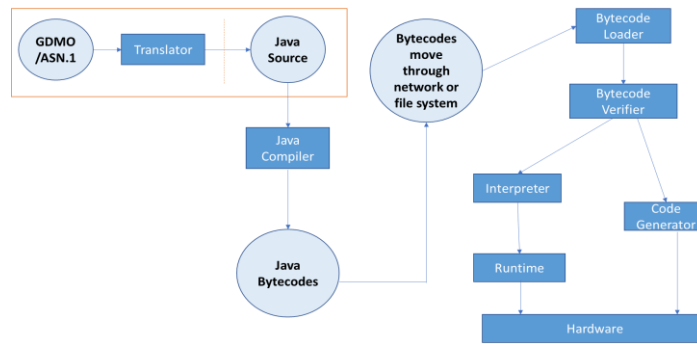 GDMO
/ASN.1
Translator
Java
Source
Java
Compiler
Java
Bytecodes
Bytecodes
move
through
network or
file system
Bytecode
Loader
Bytecode
Verifier
Interpreter
Code
Generator
Runtime
Hardware